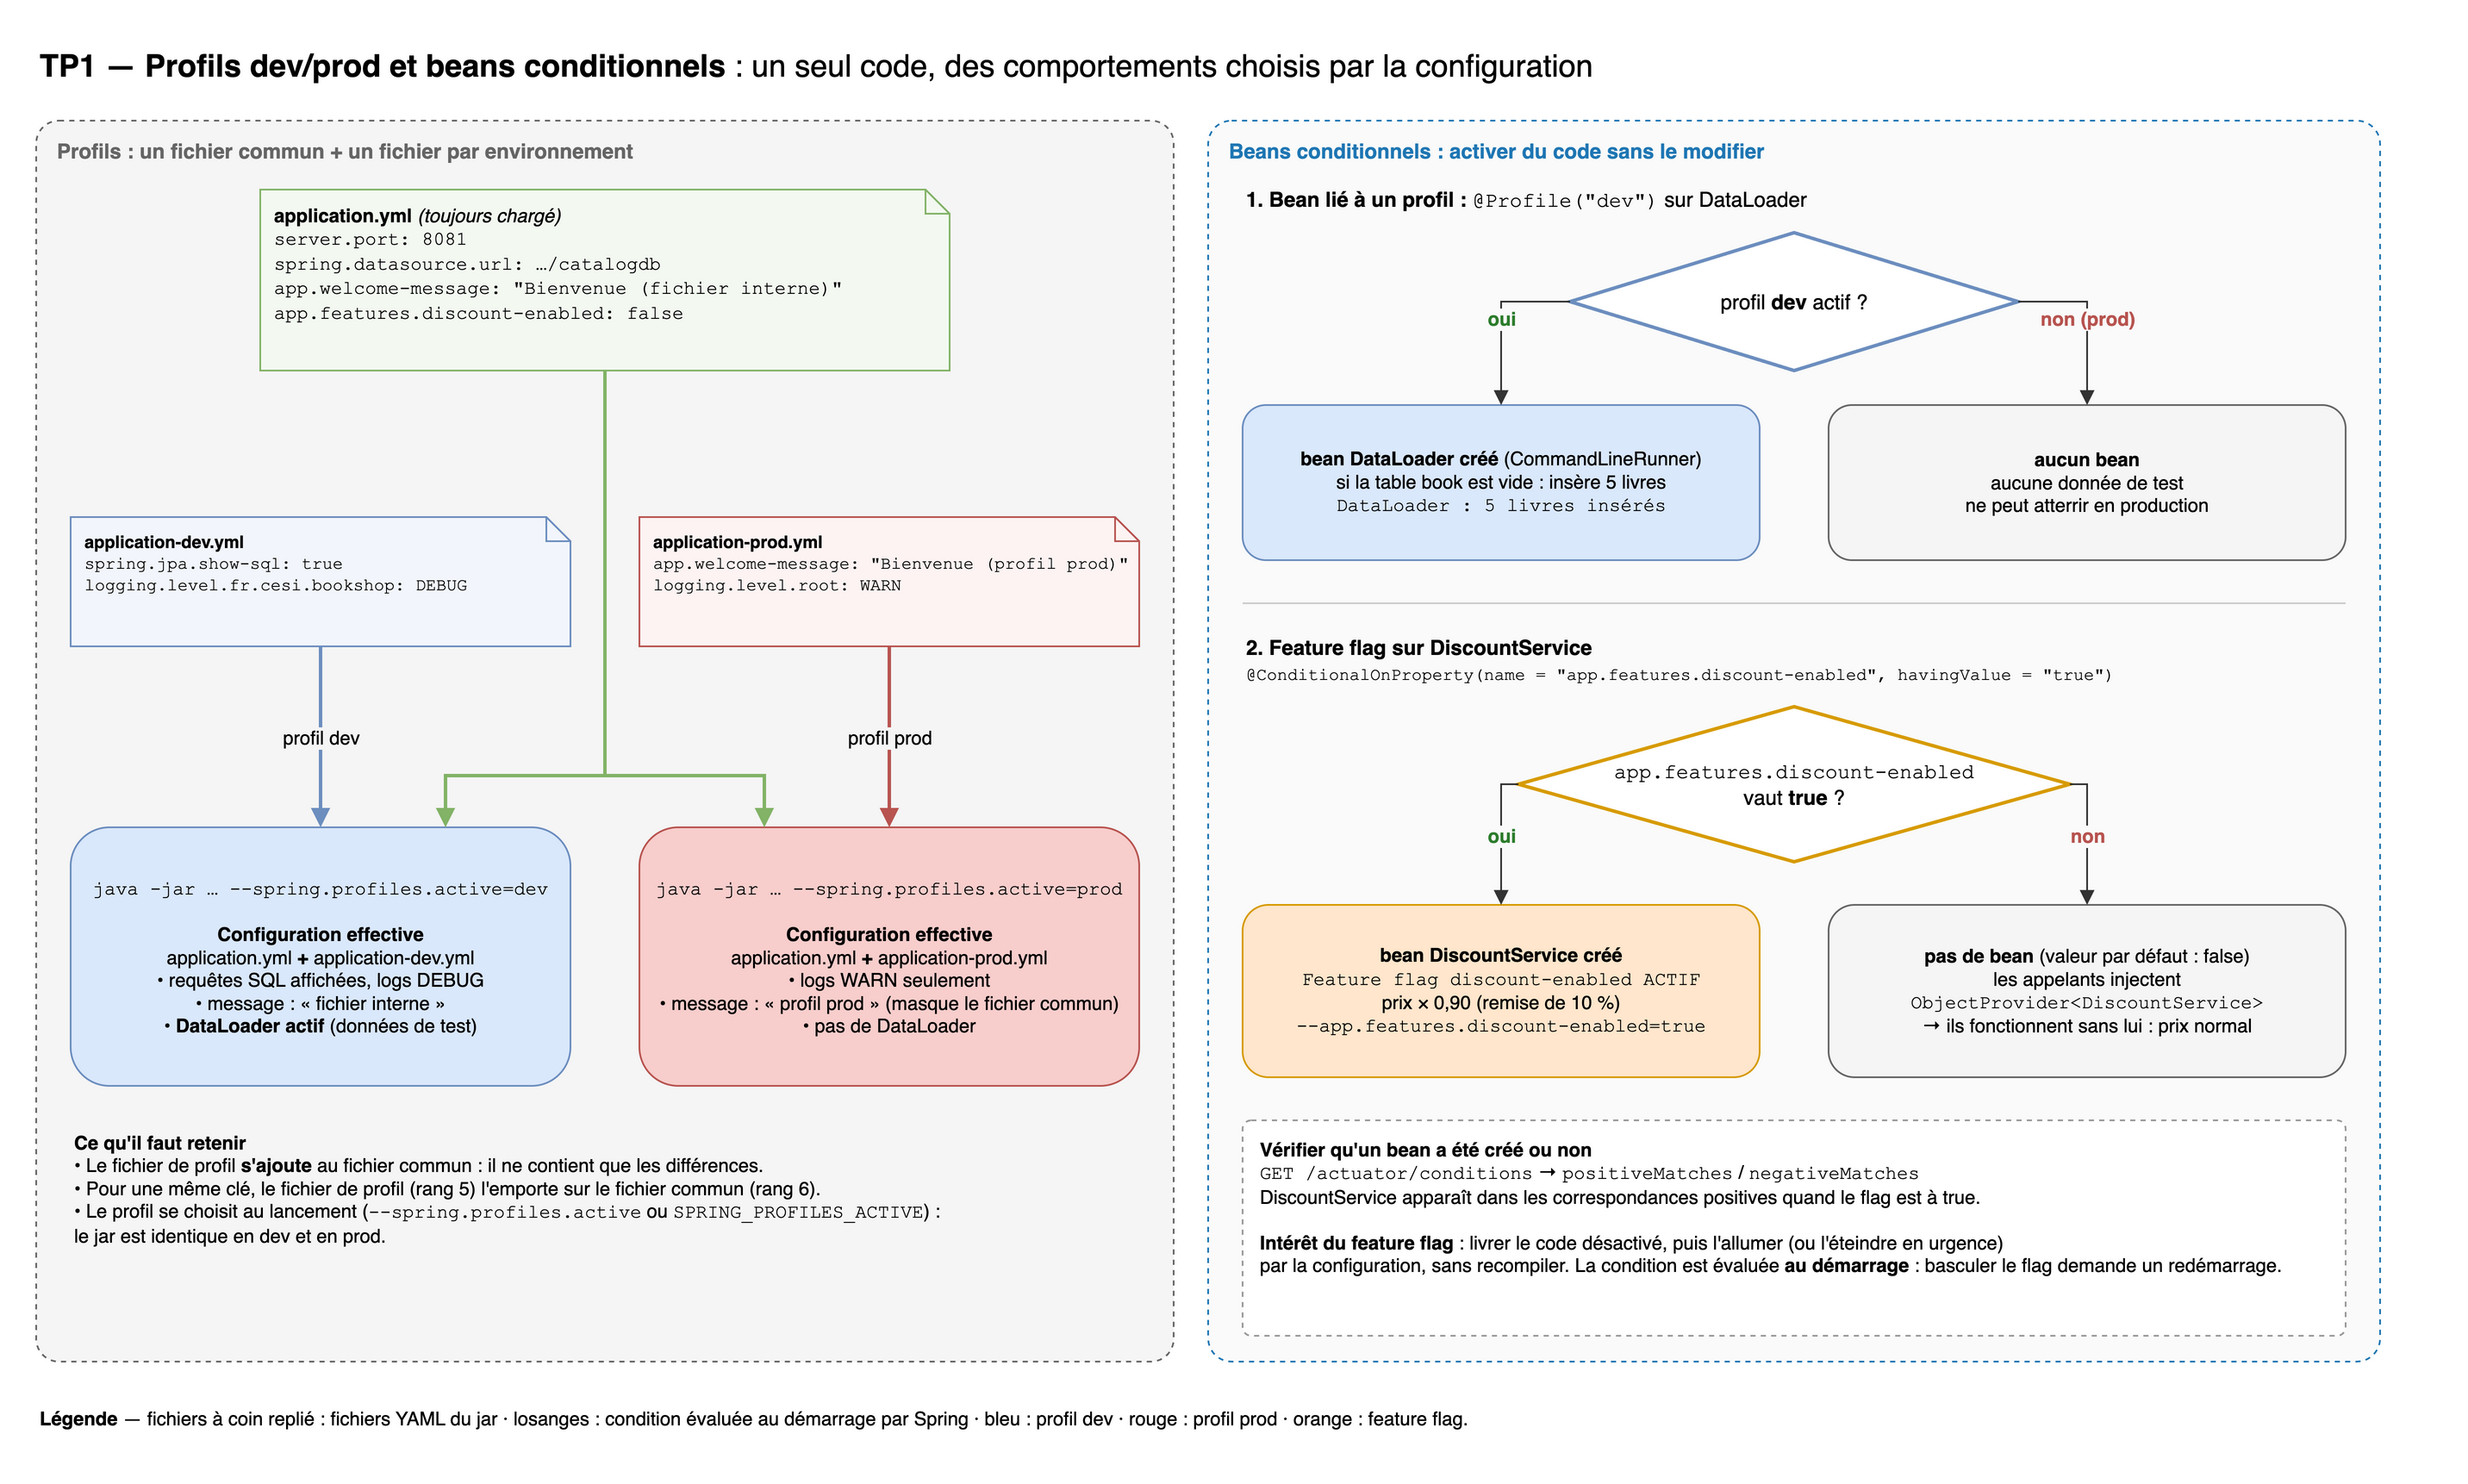 TP1 — Profils dev/prod et beans conditionnels : un seul code, des comportements choisis par la configuration
Profils : un fichier commun + un fichier par environnement
application.yml (toujours chargé)
server.port: 8081
spring.datasource.url: …/catalogdb
app.welcome-message: "Bienvenue (fichier interne)"
app.features.discount-enabled: false
application-dev.yml
spring.jpa.show-sql: true
logging.level.fr.cesi.bookshop: DEBUG
application-prod.yml
app.welcome-message: "Bienvenue (profil prod)"
logging.level.root: WARN
profil dev
profil prod
java -jar … --spring.profiles.active=dev
Configuration effective
application.yml + application-dev.yml
• requêtes SQL affichées, logs DEBUG
• message : « fichier interne »
• DataLoader actif (données de test)
java -jar … --spring.profiles.active=prod
Configuration effective
application.yml + application-prod.yml
• logs WARN seulement
• message : « profil prod » (masque le fichier commun)
• pas de DataLoader
Ce qu'il faut retenir
• Le fichier de profil s'ajoute au fichier commun : il ne contient que les différences.
• Pour une même clé, le fichier de profil (rang 5) l'emporte sur le fichier commun (rang 6).
• Le profil se choisit au lancement (--spring.profiles.active ou SPRING_PROFILES_ACTIVE) :
le jar est identique en dev et en prod.
Beans conditionnels : activer du code sans le modifier
1. Bean lié à un profil : @Profile("dev") sur DataLoader
profil dev actif ?
oui
non (prod)
bean DataLoader créé (CommandLineRunner)
si la table book est vide : insère 5 livres
DataLoader : 5 livres insérés
aucun bean
aucune donnée de test
ne peut atterrir en production
2. Feature flag sur DiscountService
@ConditionalOnProperty(name = "app.features.discount-enabled", havingValue = "true")
app.features.discount-enabled
vaut true ?
oui
non
bean DiscountService créé
Feature flag discount-enabled ACTIF
prix × 0,90 (remise de 10 %)
--app.features.discount-enabled=true
pas de bean (valeur par défaut : false)
les appelants injectent
ObjectProvider<DiscountService>
→ ils fonctionnent sans lui : prix normal
Vérifier qu'un bean a été créé ou non
GET /actuator/conditions → positiveMatches / negativeMatches
DiscountService apparaît dans les correspondances positives quand le flag est à true.
Intérêt du feature flag : livrer le code désactivé, puis l'allumer (ou l'éteindre en urgence)
par la configuration, sans recompiler. La condition est évaluée au démarrage : basculer le flag demande un redémarrage.
Légende — fichiers à coin replié : fichiers YAML du jar · losanges : condition évaluée au démarrage par Spring · bleu : profil dev · rouge : profil prod · orange : feature flag.